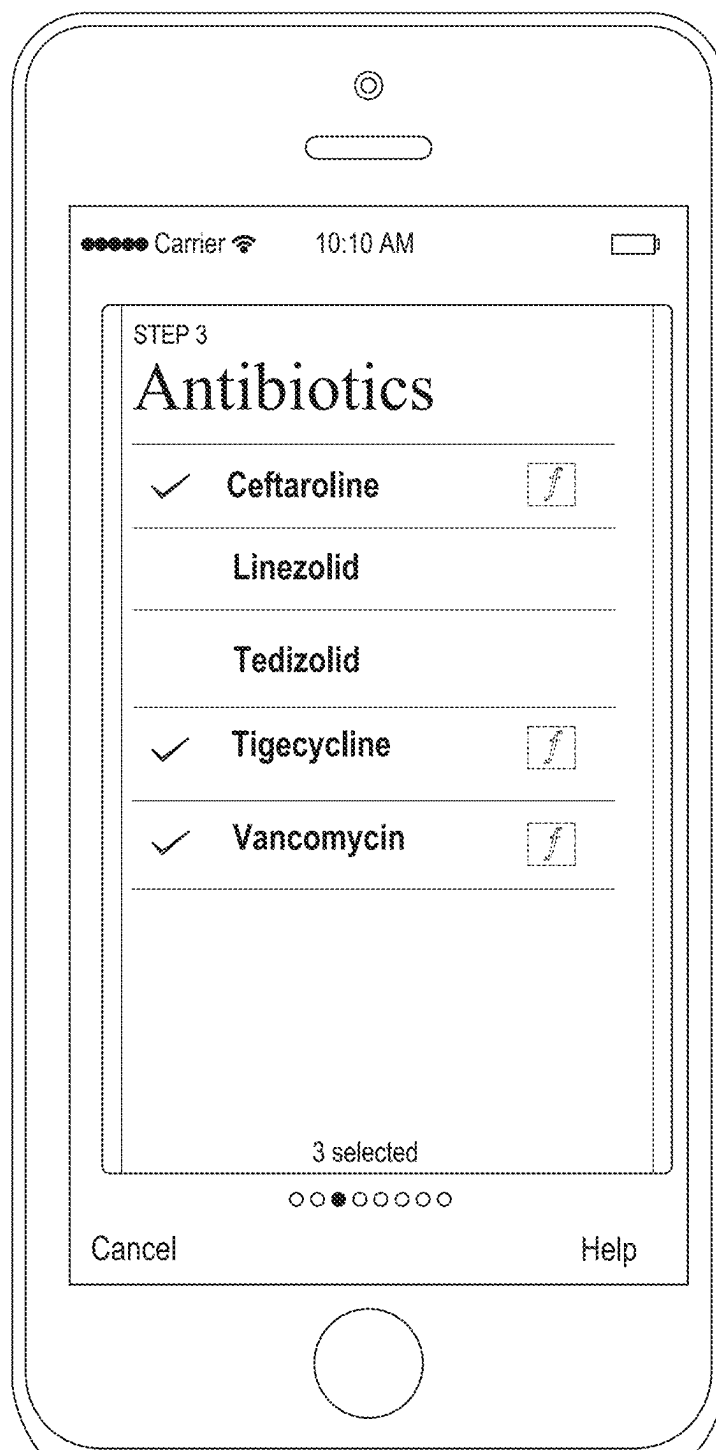 Carrier 10:10 AM
STEP 3
Antibiotics
Ceftaroline f
Linezolid
Tedizolid
Tigecycline f
Vancomycin f
3 selected
Cancel Help